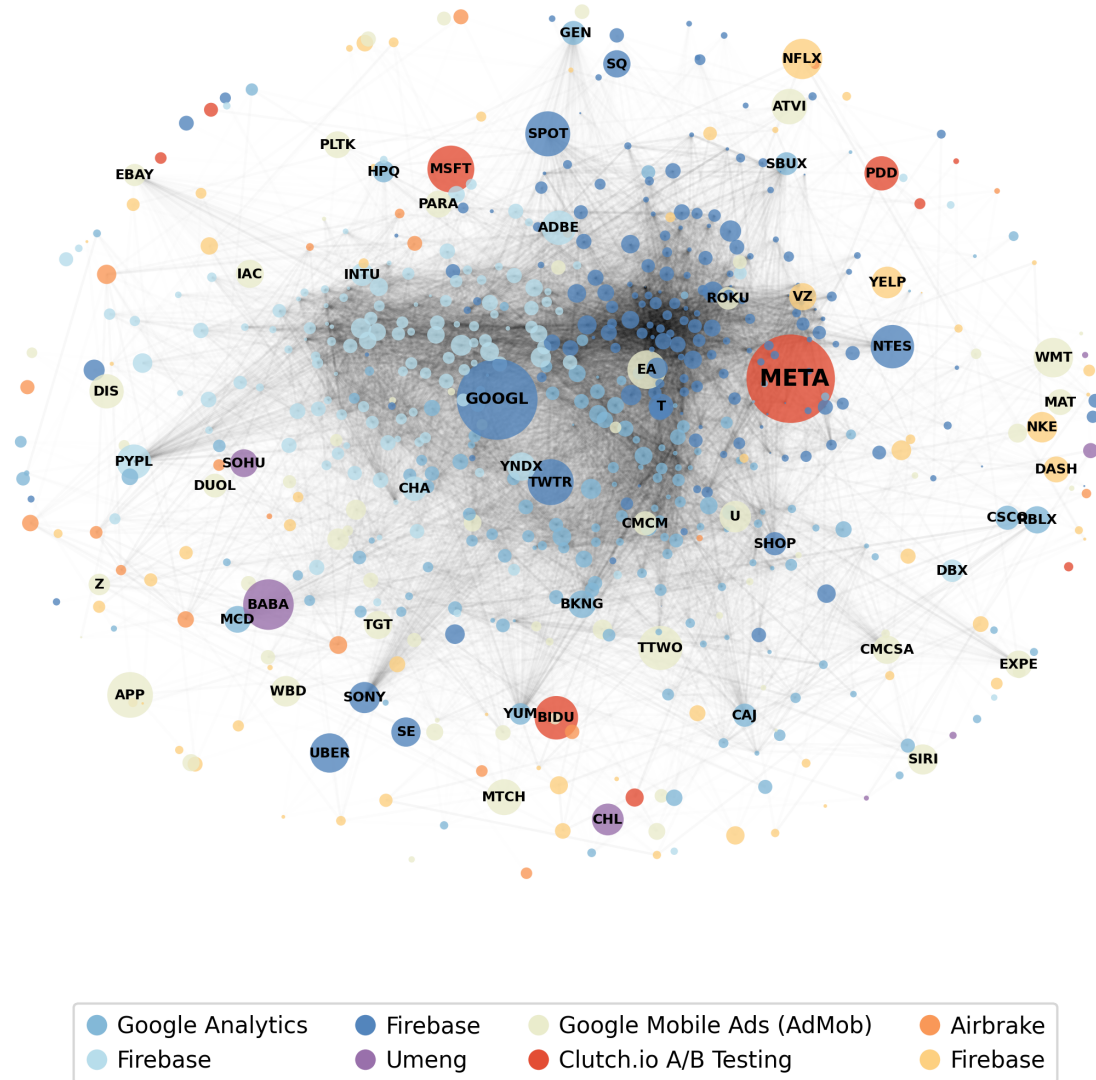 GEN
SQ
NFLX
ATVI
SPOT
PLTK
HPQ
MSFT
SBUX
PDD
EBAY
PARA
ADBE
IAC
INTU
YELP
ROKU
VZ
NTES
WMT
EA
META
DIS
GOOGL
T
MAT
NKE
PYPL
SOHU
YNDX
DASH
DUOL
CHA
TWTR
CMCM
U
CSCO
RBLX
SHOP
Z
DBX
BABA
MCD
BKNG
TGT
TTWO
CMCSA
EXPE
APP
WBD
SONY
YUM
BIDU
CAJ
SE
UBER
SIRI
MTCH
CHL
Google Analytics Firebase Google Mobile Ads (AdMob) Airbrake
Firebase Umeng Clutch.io A/B Testing Firebase